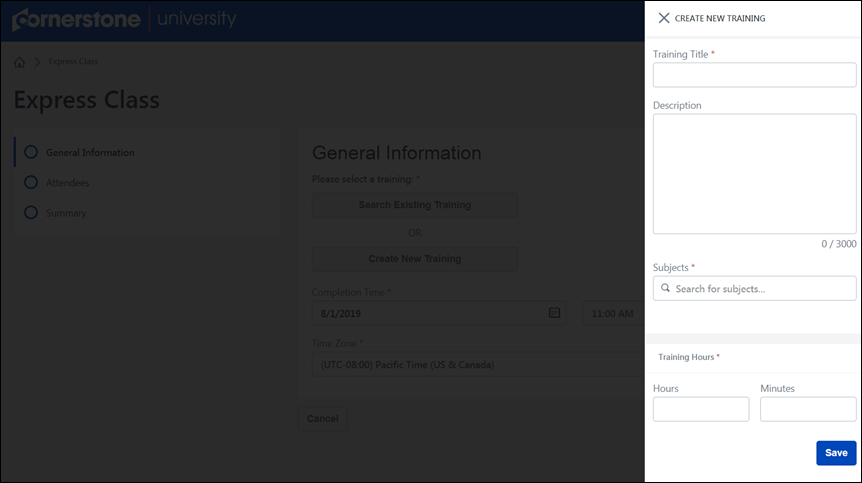 cornerstone university
Express Class
Express Class
General Information
Attendees
Summary
General Information
Please select a training: *
Search Existing Training
OR
Create New Training
Completion Time *
8/1/2019
11:00 AM
Time Zone *
(UTC-08:00) Pacific Time (US & Canada)
Cancel
CREATE NEW TRAINING
Training Title *
Description
0 / 3000
Subjects *
Search for subjects...
Training Hours *
Hours Minutes
Save